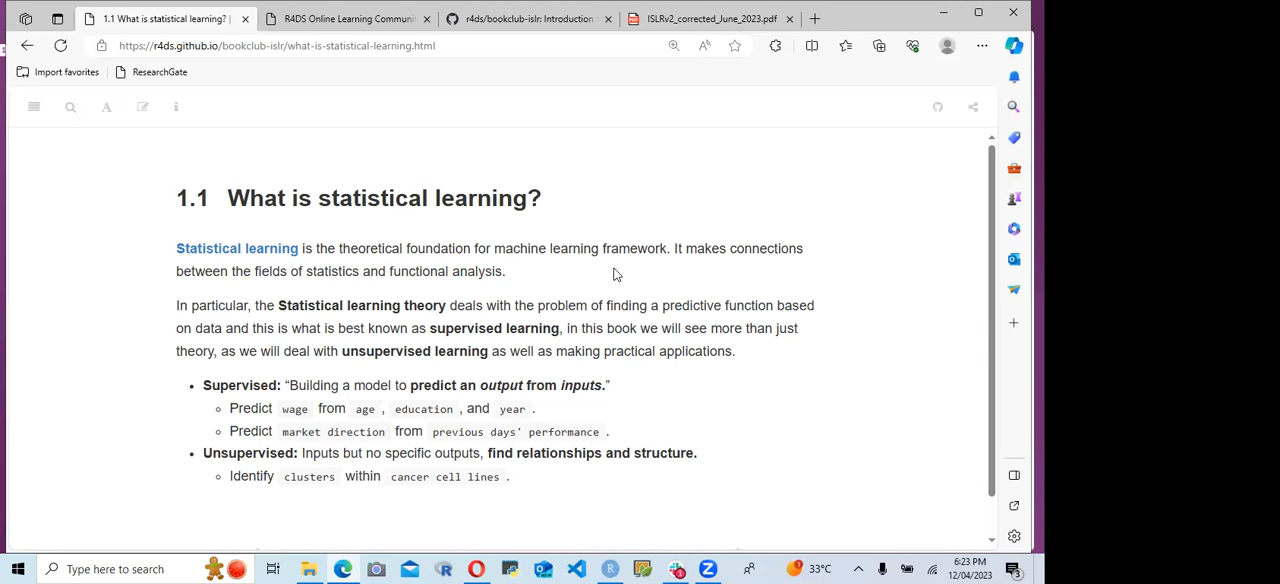 1.1 What is statistical learning? |
R4DS Online Learning Communi
r4ds/bookclub-islr: Introduction
ISLRv2_corrected_June_2023.pdf
https://r4ds.github.io/bookclub-islr/what-is-statistical-learning.html
Import favorites
ResearchGate
1.1 What is statistical learning?
Statistical learning is the theoretical foundation for machine learning framework. It makes connections
between the fields of statistics and functional analysis.
In particular, the Statistical learning theory deals with the problem of finding a predictive function based
on data and this is what is best known as supervised learning, in this book we will see more than just
theory, as we will deal with unsupervised learning as well as making practical applications.
• Supervised: “Building a model to predict an output from inputs.”
◦ Predict wage from age , education , and year .
◦ Predict market direction from previous days' performance .
• Unsupervised: Inputs but no specific outputs, find relationships and structure.
◦ Identify clusters within cancer cell lines .
Type here to search
33°C
6:23 PM
12/04/2023